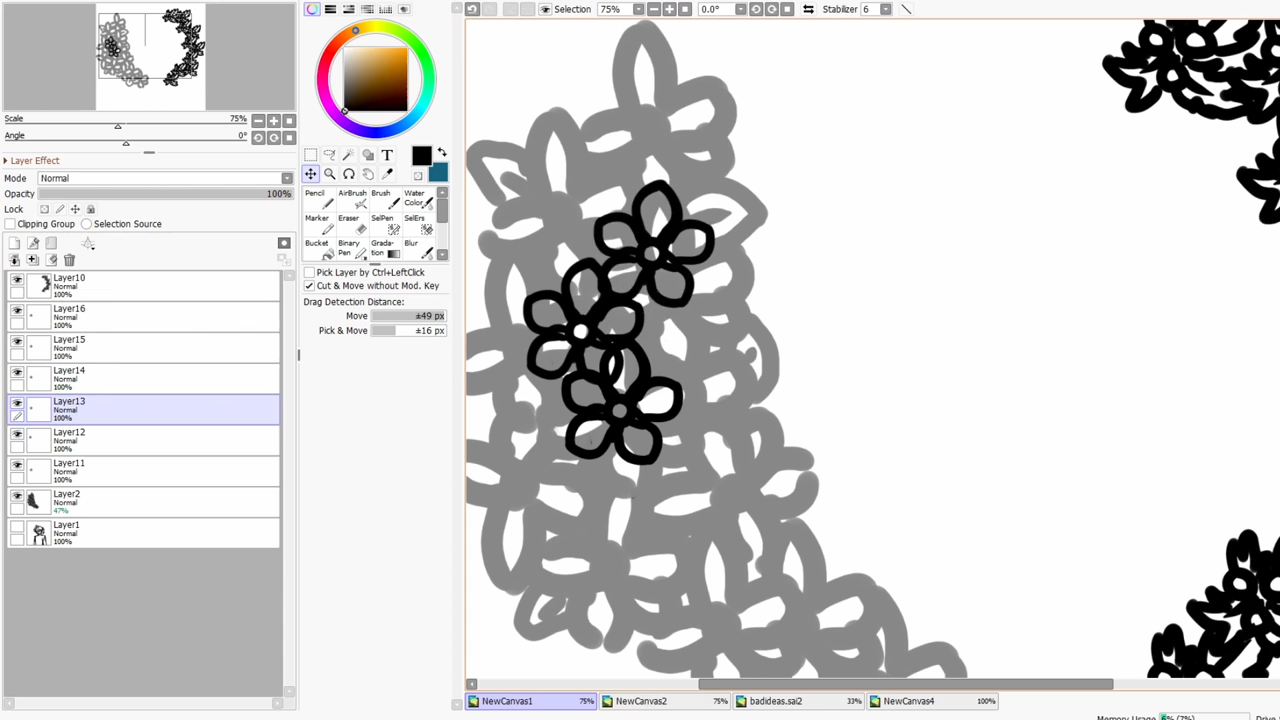 Selection 75% 0.0° Stabilizer 6
Scale 75%
Angle 0°
Layer Effect
Mode Normal
Opacity 100%
Lock
Clipping Group Selection Source
Layer10
Normal
100%
Layer16
Normal
100%
Layer15
Normal
100%
Layer14
Normal
100%
Layer13
Normal
100%
Layer12
Normal
100%
Layer11
Normal
100%
Layer2
Normal
47%
Layer1
Normal
100%
T
Pencil AirBrush Brush Water Color
Marker Eraser SelPen SelErs
Bucket Binary Pen Grada-tion Blur
Pick Layer by Ctrl+LeftClick
Cut & Move without Mod. Key
Drag Detection Distance:
Move ±49 px
Pick & Move ±16 px
NewCanvas1 75% NewCanvas2 75% badideas.sai2 33% NewCanvas4 100%
Memory Usage 6% (7%) Drive